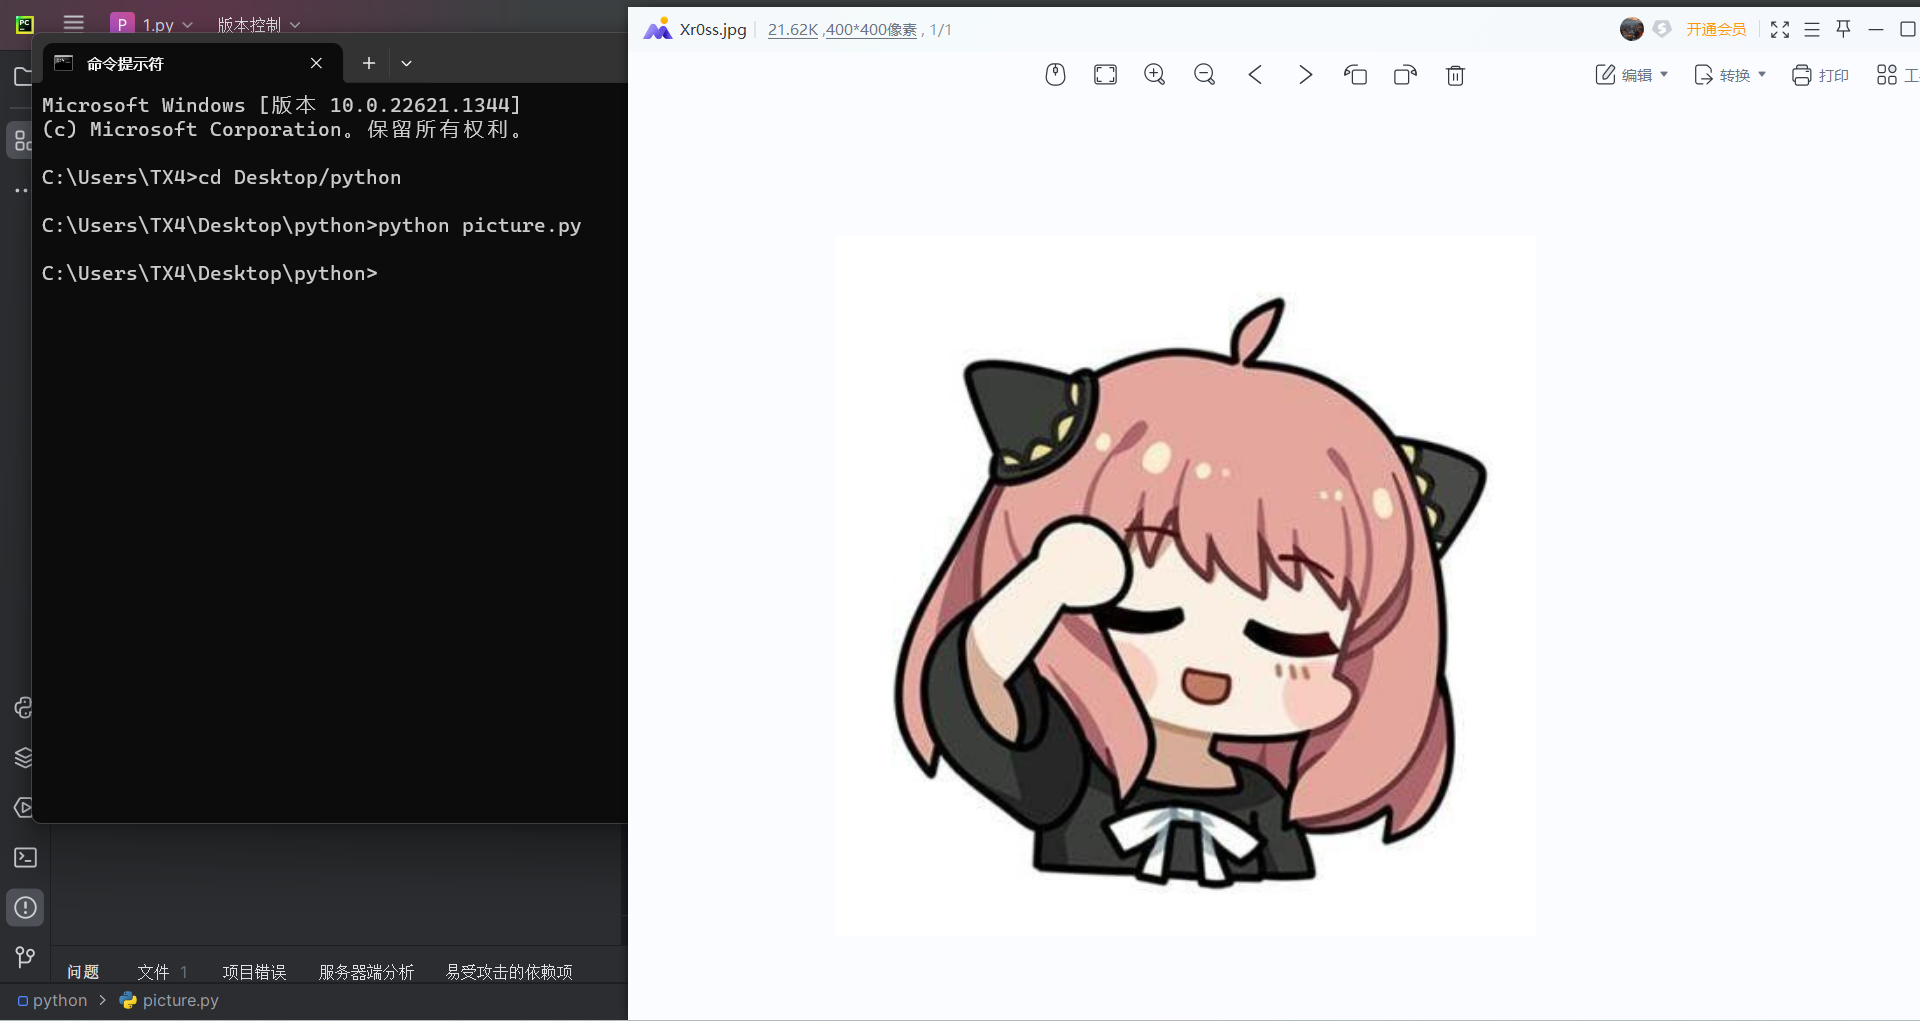 PC
P 1.py 版本控制
命令提示符
Microsoft Windows [版本 10.0.22621.1344]
(c) Microsoft Corporation。保留所有权利。
C:\Users\TX4>cd Desktop/python
C:\Users\TX4\Desktop\python>python picture.py
C:\Users\TX4\Desktop\python>
问题 文件 1 项目错误 服务器端分析 易受攻击的依赖项
python > picture.py
Xr0ss.jpg 21.62K ,400*400像素 , 1/1 开通会员
编辑 转换 打印 工